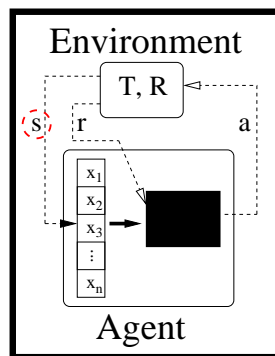 Environment
T, R
s r a
x1
x2
x3
⋮
xn
Agent